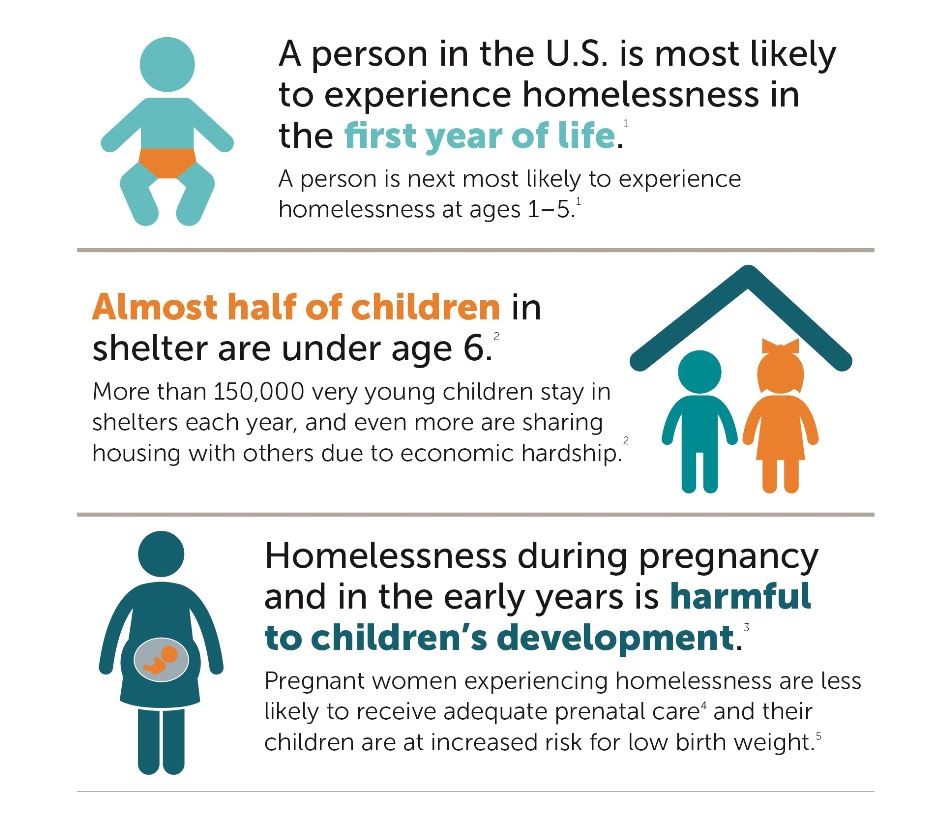 A person in the U.S. is most likely
to experience homelessness in
the first year of life.¹
A person is next most likely to experience
homelessness at ages 1–5.¹
Almost half of children in
shelter are under age 6.²
More than 150,000 very young children stay in
shelters each year, and even more are sharing
housing with others due to economic hardship.²
Homelessness during pregnancy
and in the early years is harmful
to children’s development.³
Pregnant women experiencing homelessness are less
likely to receive adequate prenatal care⁴ and their
children are at increased risk for low birth weight.⁵